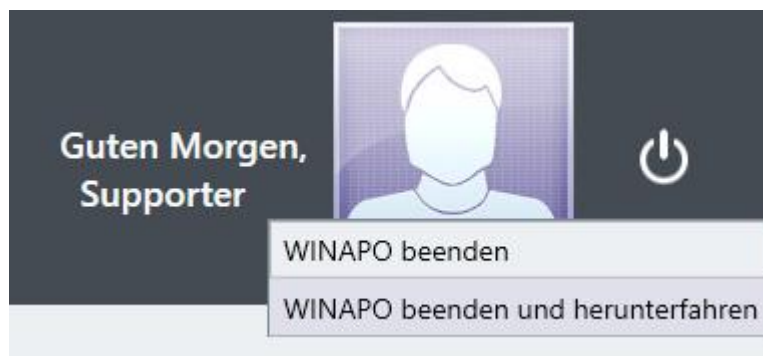 Guten Morgen,
Supporter
WINAPO beenden
WINAPO beenden und herunterfahren